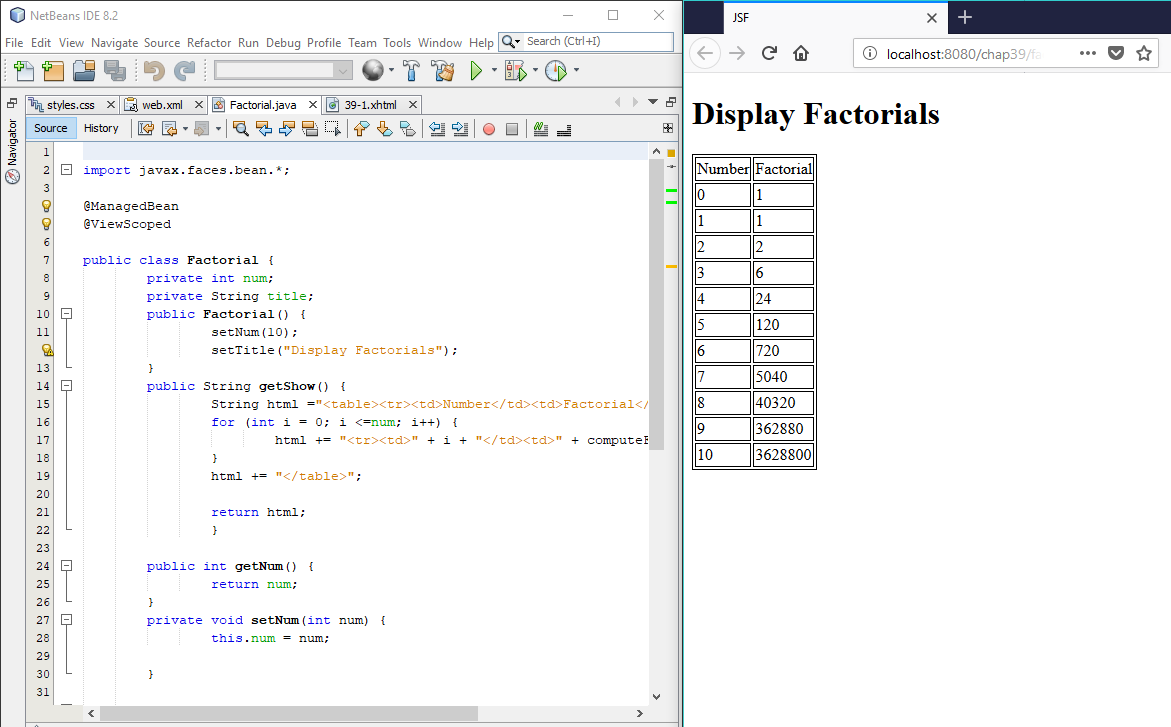 NetBeans IDE 8.2
File Edit View Navigate Source Refactor Run Debug Profile Team Tools Window Help
Search (Ctrl+I)
styles.css
web.xml
Factorial.java
39-1.xhtml
Navigator
Source History
1
2 import javax.faces.bean.*;
3
@ManagedBean
@ViewScoped
6
7 public class Factorial {
8 private int num;
9 private String title;
10 public Factorial() {
11 setNum(10);
setTitle("Display Factorials");
13 }
14 public String getShow() {
15 String html ="<table><tr><td>Number</td><td>Factorial</
16 for (int i = 0; i <=num; i++) {
17 html += "<tr><td>" + i + "</td><td>" + compute
18 }
19 html += "</table>";
20
21 return html;
22 }
23
24 public int getNum() {
25 return num;
26 }
27 private void setNum(int num) {
28 this.num = num;
29
30 }
31
JSF
localhost:8080/chap39/fa
Display Factorials
Number Factorial
0 1
1 1
2 2
3 6
4 24
5 120
6 720
7 5040
8 40320
9 362880
10 3628800